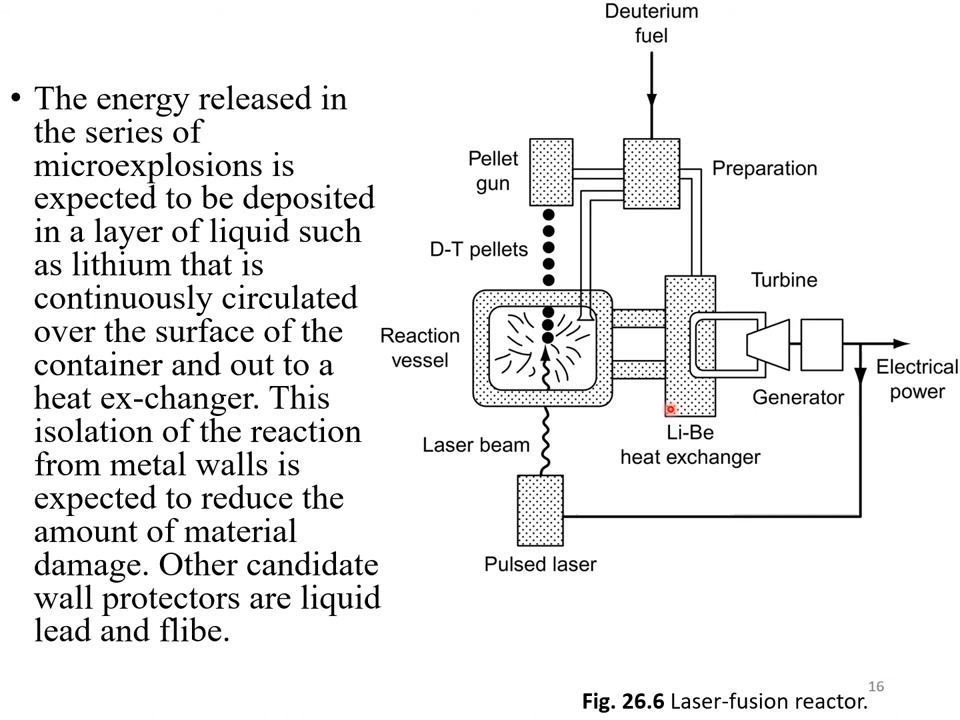 • The energy released in
the series of
microexplosions is
expected to be deposited
in a layer of liquid such
as lithium that is
continuously circulated
over the surface of the
container and out to a
heat ex-changer. This
isolation of the reaction
from metal walls is
expected to reduce the
amount of material
damage. Other candidate
wall protectors are liquid
lead and flibe.
Deuterium
fuel
Pellet
gun
Preparation
D-T pellets
Turbine
Reaction
vessel
Electrical
power
Generator
Laser beam
Li-Be
heat exchanger
Pulsed laser
Fig. 26.6 Laser-fusion reactor.
16